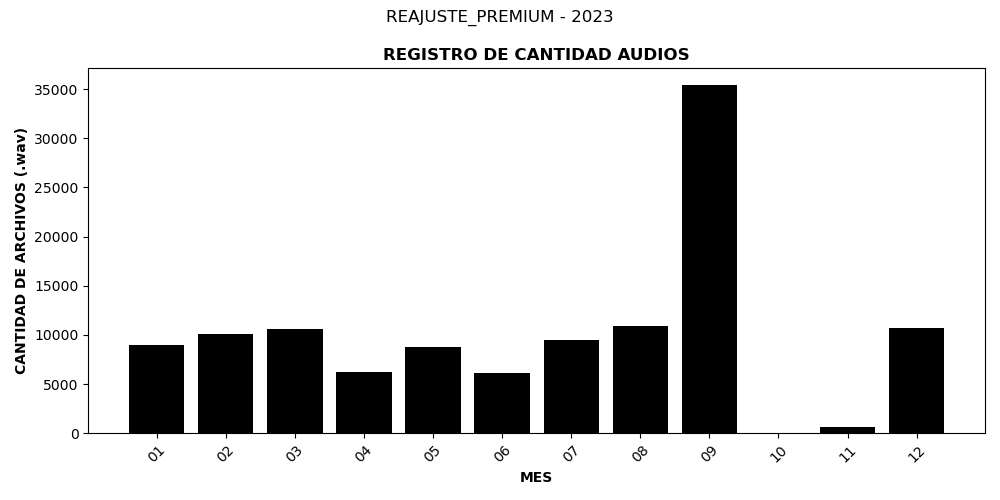 REAJUSTE_PREMIUM - 2023
REGISTRO DE CANTIDAD AUDIOS
CANTIDAD DE ARCHIVOS (.wav)
35000
30000
25000
20000
15000
10000
5000
0
01 02 03 04 05 06 07 08 09 10 11 12
MES